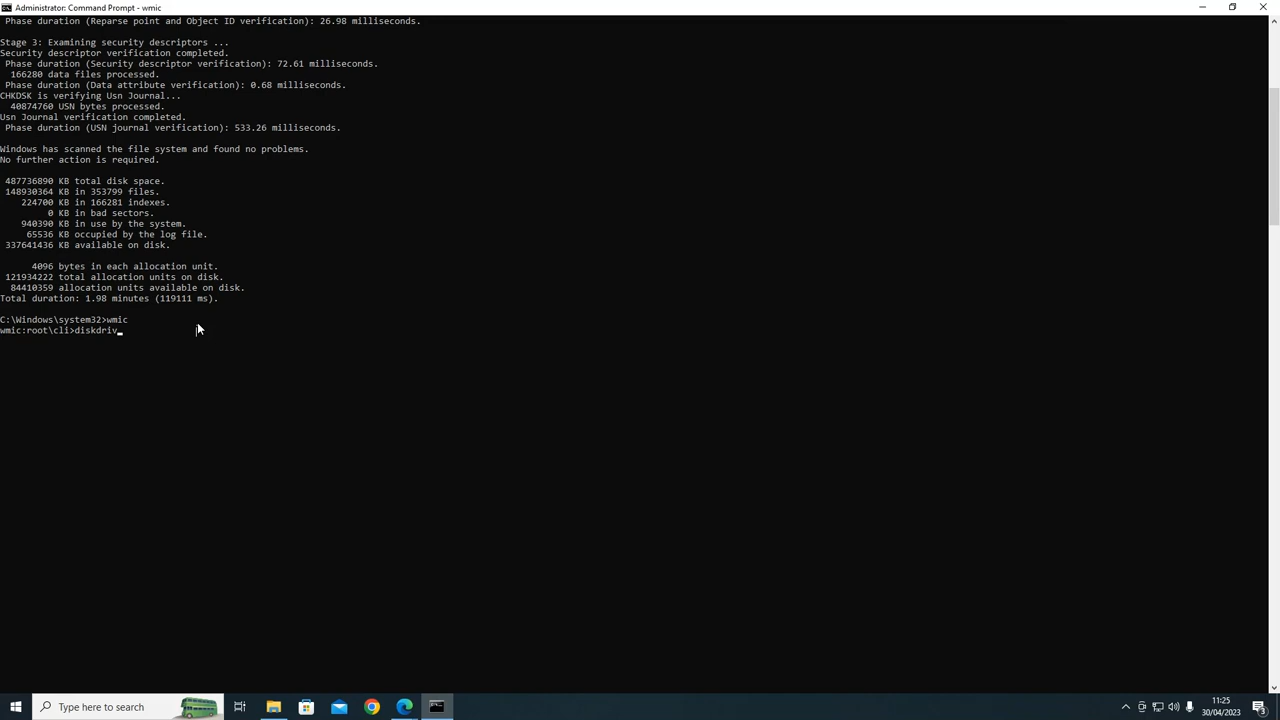 Administrator: Command Prompt - wmic
Phase duration (Reparse point and Object ID verification): 26.98 milliseconds.
Stage 3: Examining security descriptors ...
Security descriptor verification completed.
Phase duration (Security descriptor verification): 72.61 milliseconds.
166280 data files processed.
Phase duration (Data attribute verification): 0.68 milliseconds.
CHKDSK is verifying Usn Journal...
40874760 USN bytes processed.
Usn Journal verification completed.
Phase duration (USN journal verification): 533.26 milliseconds.
Windows has scanned the file system and found no problems.
No further action is required.
487736890 KB total disk space.
148930364 KB in 353799 files.
224700 KB in 166281 indexes.
0 KB in bad sectors.
940390 KB in use by the system.
65536 KB occupied by the log file.
337641436 KB available on disk.
4096 bytes in each allocation unit.
121934222 total allocation units on disk.
84410359 allocation units available on disk.
Total duration: 1.98 minutes (119111 ms).
C:\Windows\system32>wmic
wmic:root\cli>diskdriv_
Type here to search
11:25
30/04/2023
3